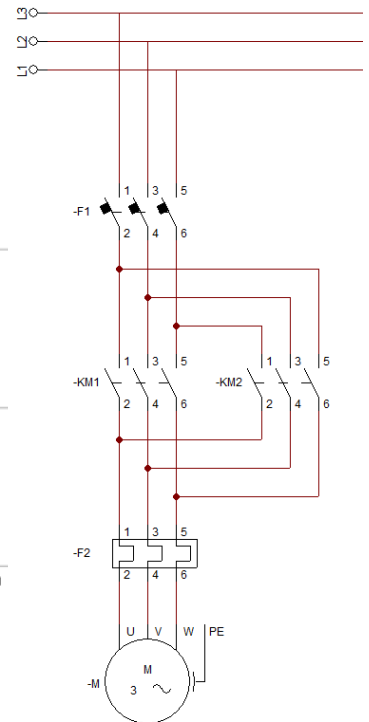 L3
L2
L1
1 3 5
-F1
2 4 6
1 3 5 1 3 5
-KM1 -KM2
2 4 6 2 4 6
1 3 5
-F2
2 4 6
U V W PE
M
-M
3